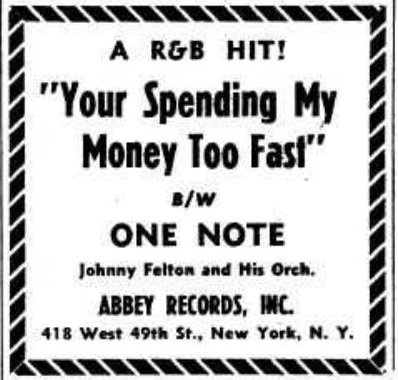 A R&B HIT!
"Your Spending My
Money Too Fast"
B/W
ONE NOTE
Johnny Felton and His Orch.
ABBEY RECORDS, INC.
418 West 49th St., New York, N. Y.